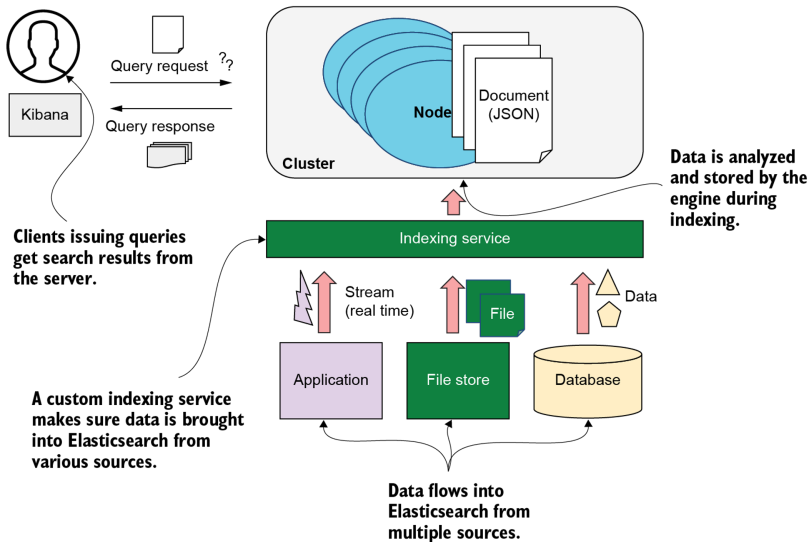 Query request
??
Kibana
Query response
Node
Document
(JSON)
Cluster
Data is analyzed
and stored by the
engine during
indexing.
Clients issuing queries
get search results from
the server.
Indexing service
Stream
(real time)
File
Data
Application
File store
Database
A custom indexing service
makes sure data is brought
into Elasticsearch from
various sources.
Data flows into
Elasticsearch from
multiple sources.